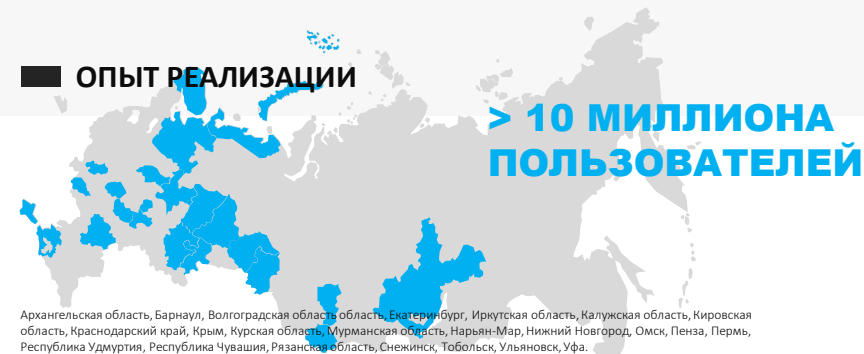 ОПЫТ РЕАЛИЗАЦИИ
> 10 МИЛЛИОНА
ПОЛЬЗОВАТЕЛЕЙ
Архангельская область, Барнаул, Волгоградская область область, Екатеринбург, Иркутская область, Калужская область, Кировская
область, Краснодарский край, Крым, Курская область, Мурманская область, Нарьян-Мар, Нижний Новгород, Омск, Пенза, Пермь,
Республика Удмуртия, Республика Чувашия, Рязанская область, Снежинск, Тобольск, Ульяновск, Уфа.